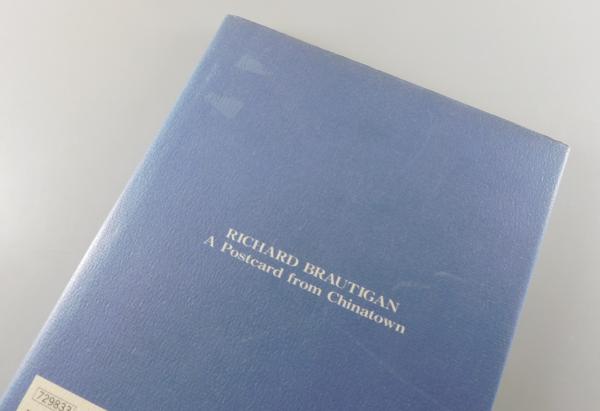 RICHARD BRAUTIGAN
A Postcard from Chinatown
729833